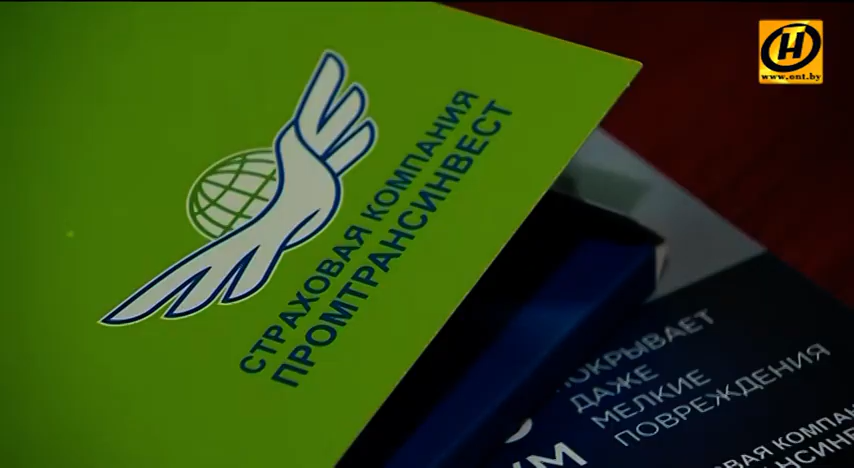 www.ont.by
СТРАХОВАЯ КОМПАНИЯ
ПРОМТРАНСИНВЕСТ
ДАЖЕ
МЕЛКИЕ
ПОВРЕЖДЕНИЯ